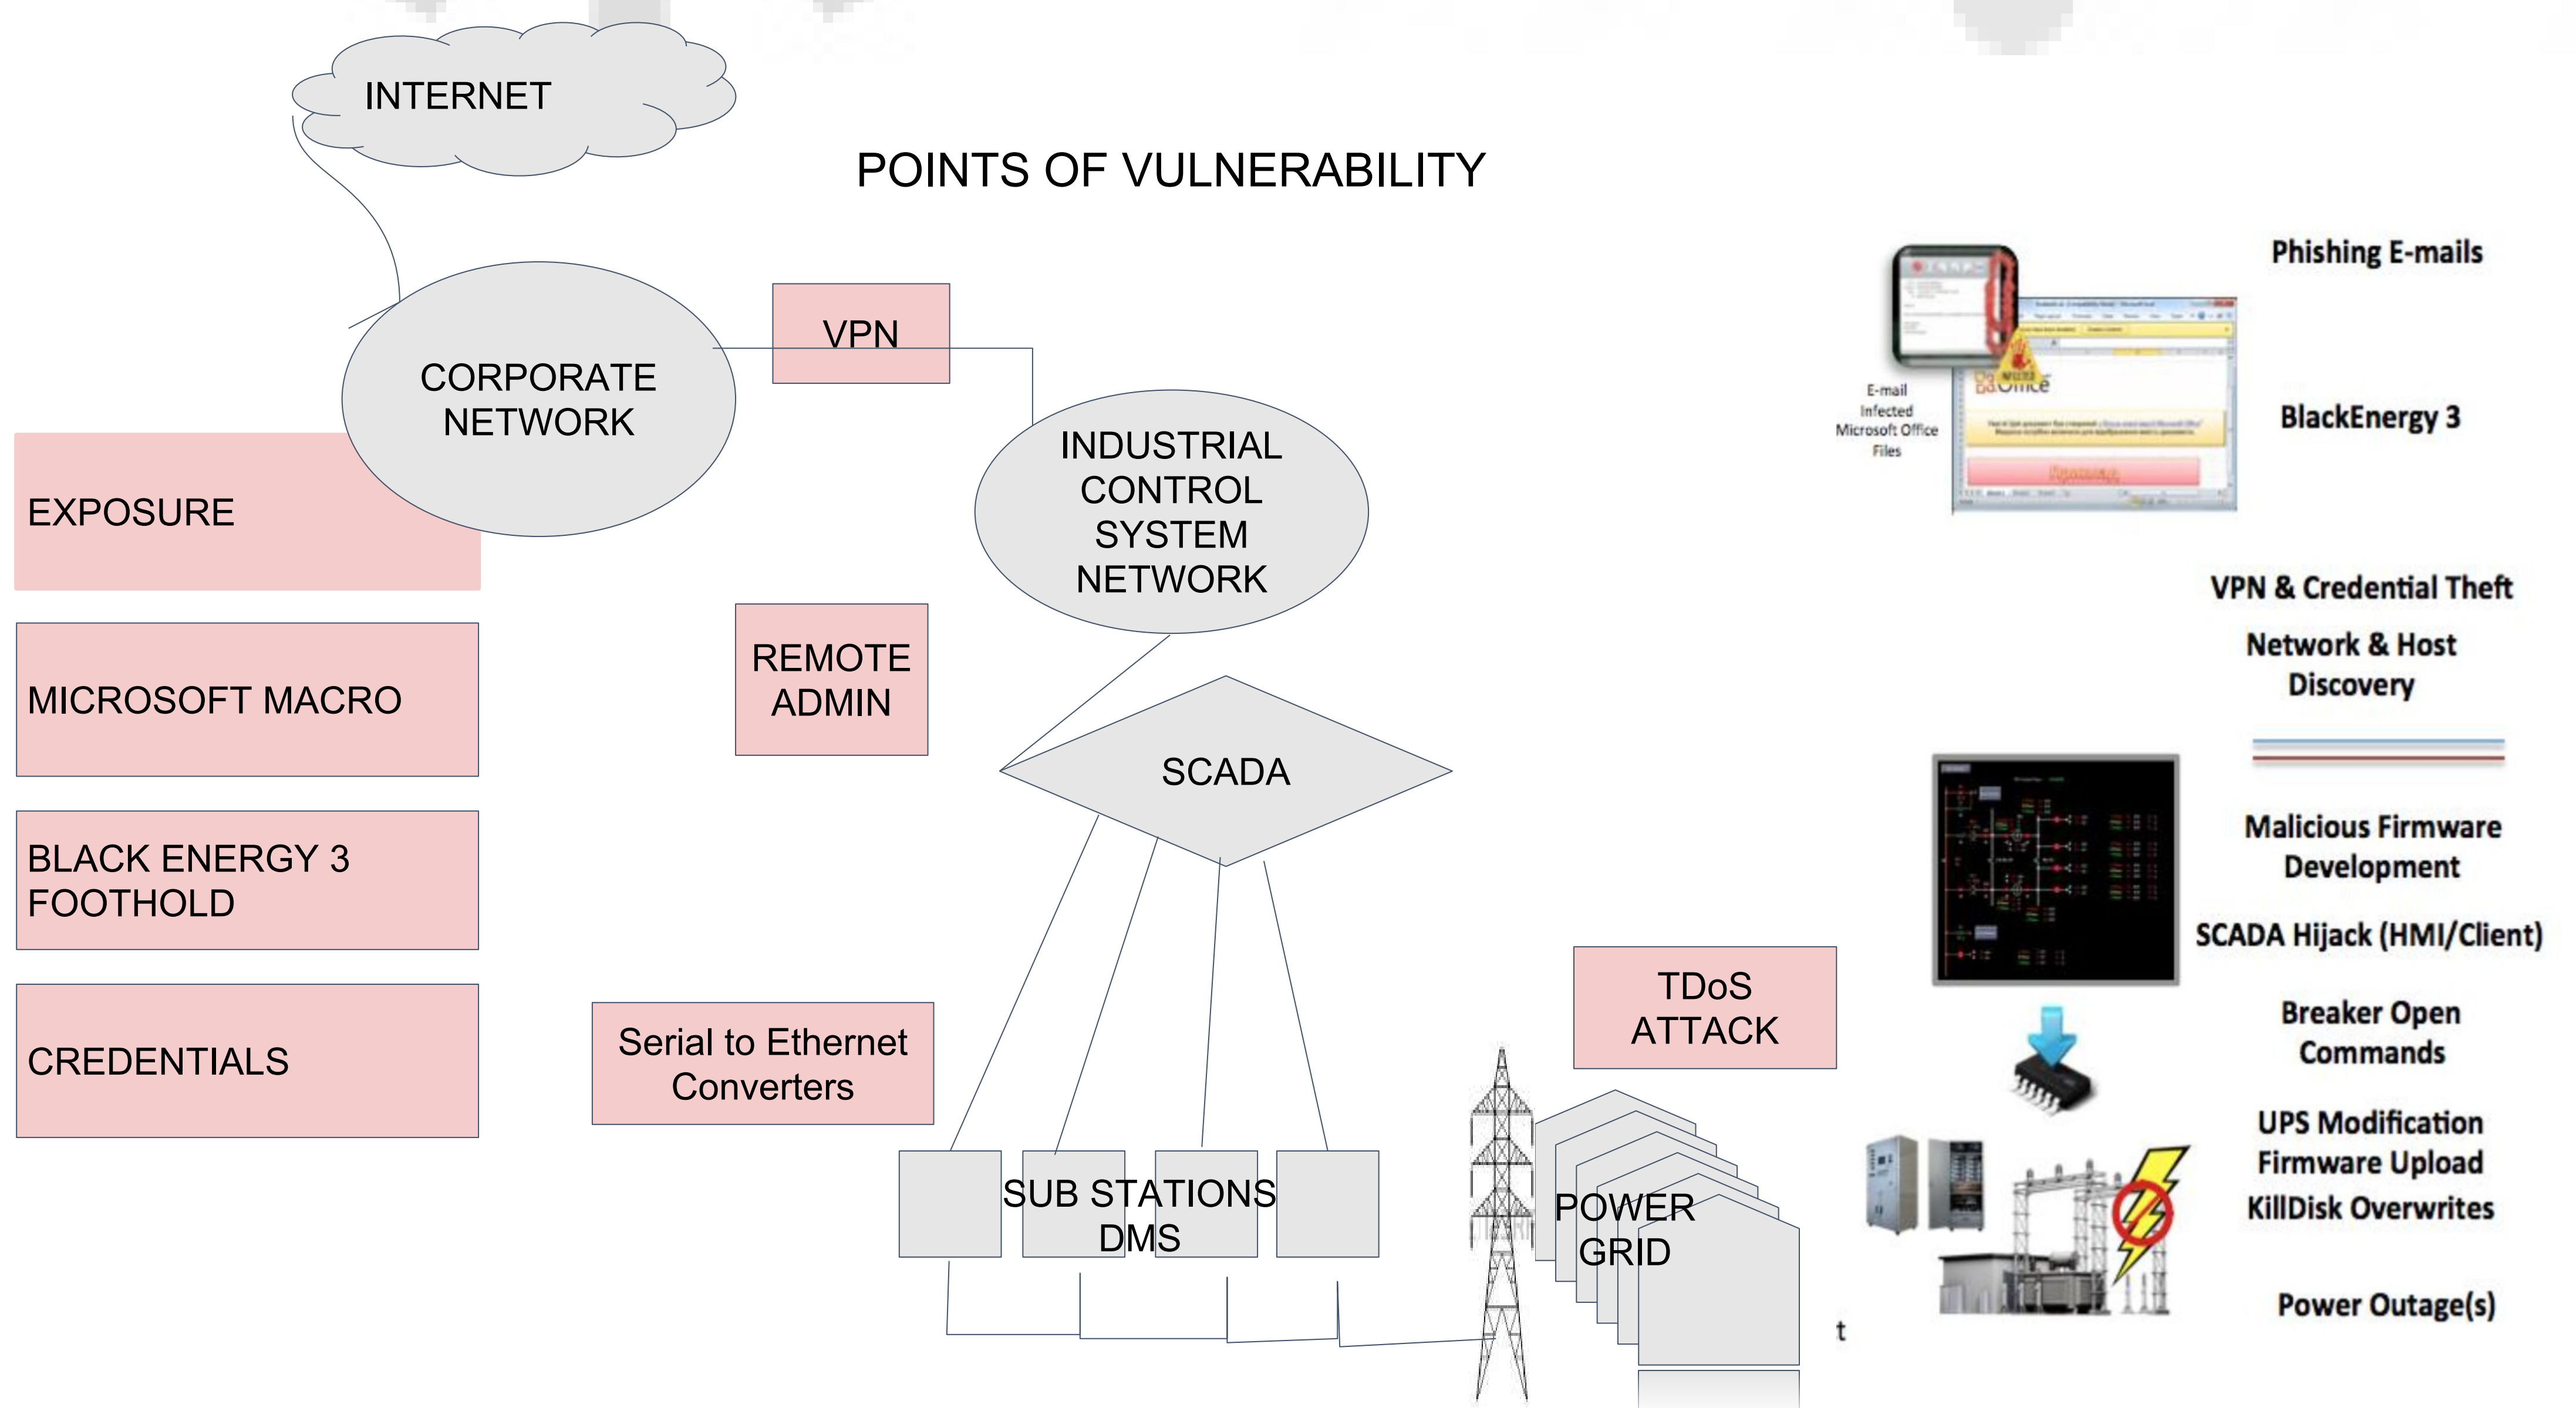 INTERNET
POINTS OF VULNERABILITY
CORPORATE
NETWORK
VPN
INDUSTRIAL
CONTROL
SYSTEM
NETWORK
EXPOSURE
MICROSOFT MACRO
BLACK ENERGY 3
FOOTHOLD
CREDENTIALS
REMOTE
ADMIN
SCADA
Serial to Ethernet
Converters
SUB STATIONS
DMS
TDoS
ATTACK
POWER
GRID
t
E-mail
Infected
Microsoft Office
Files
Office
Phishing E-mails
BlackEnergy 3
VPN & Credential Theft
Network & Host
Discovery
Malicious Firmware
Development
SCADA Hijack (HMI/Client)
Breaker Open
Commands
UPS Modification
Firmware Upload
KillDisk Overwrites
Power Outage(s)